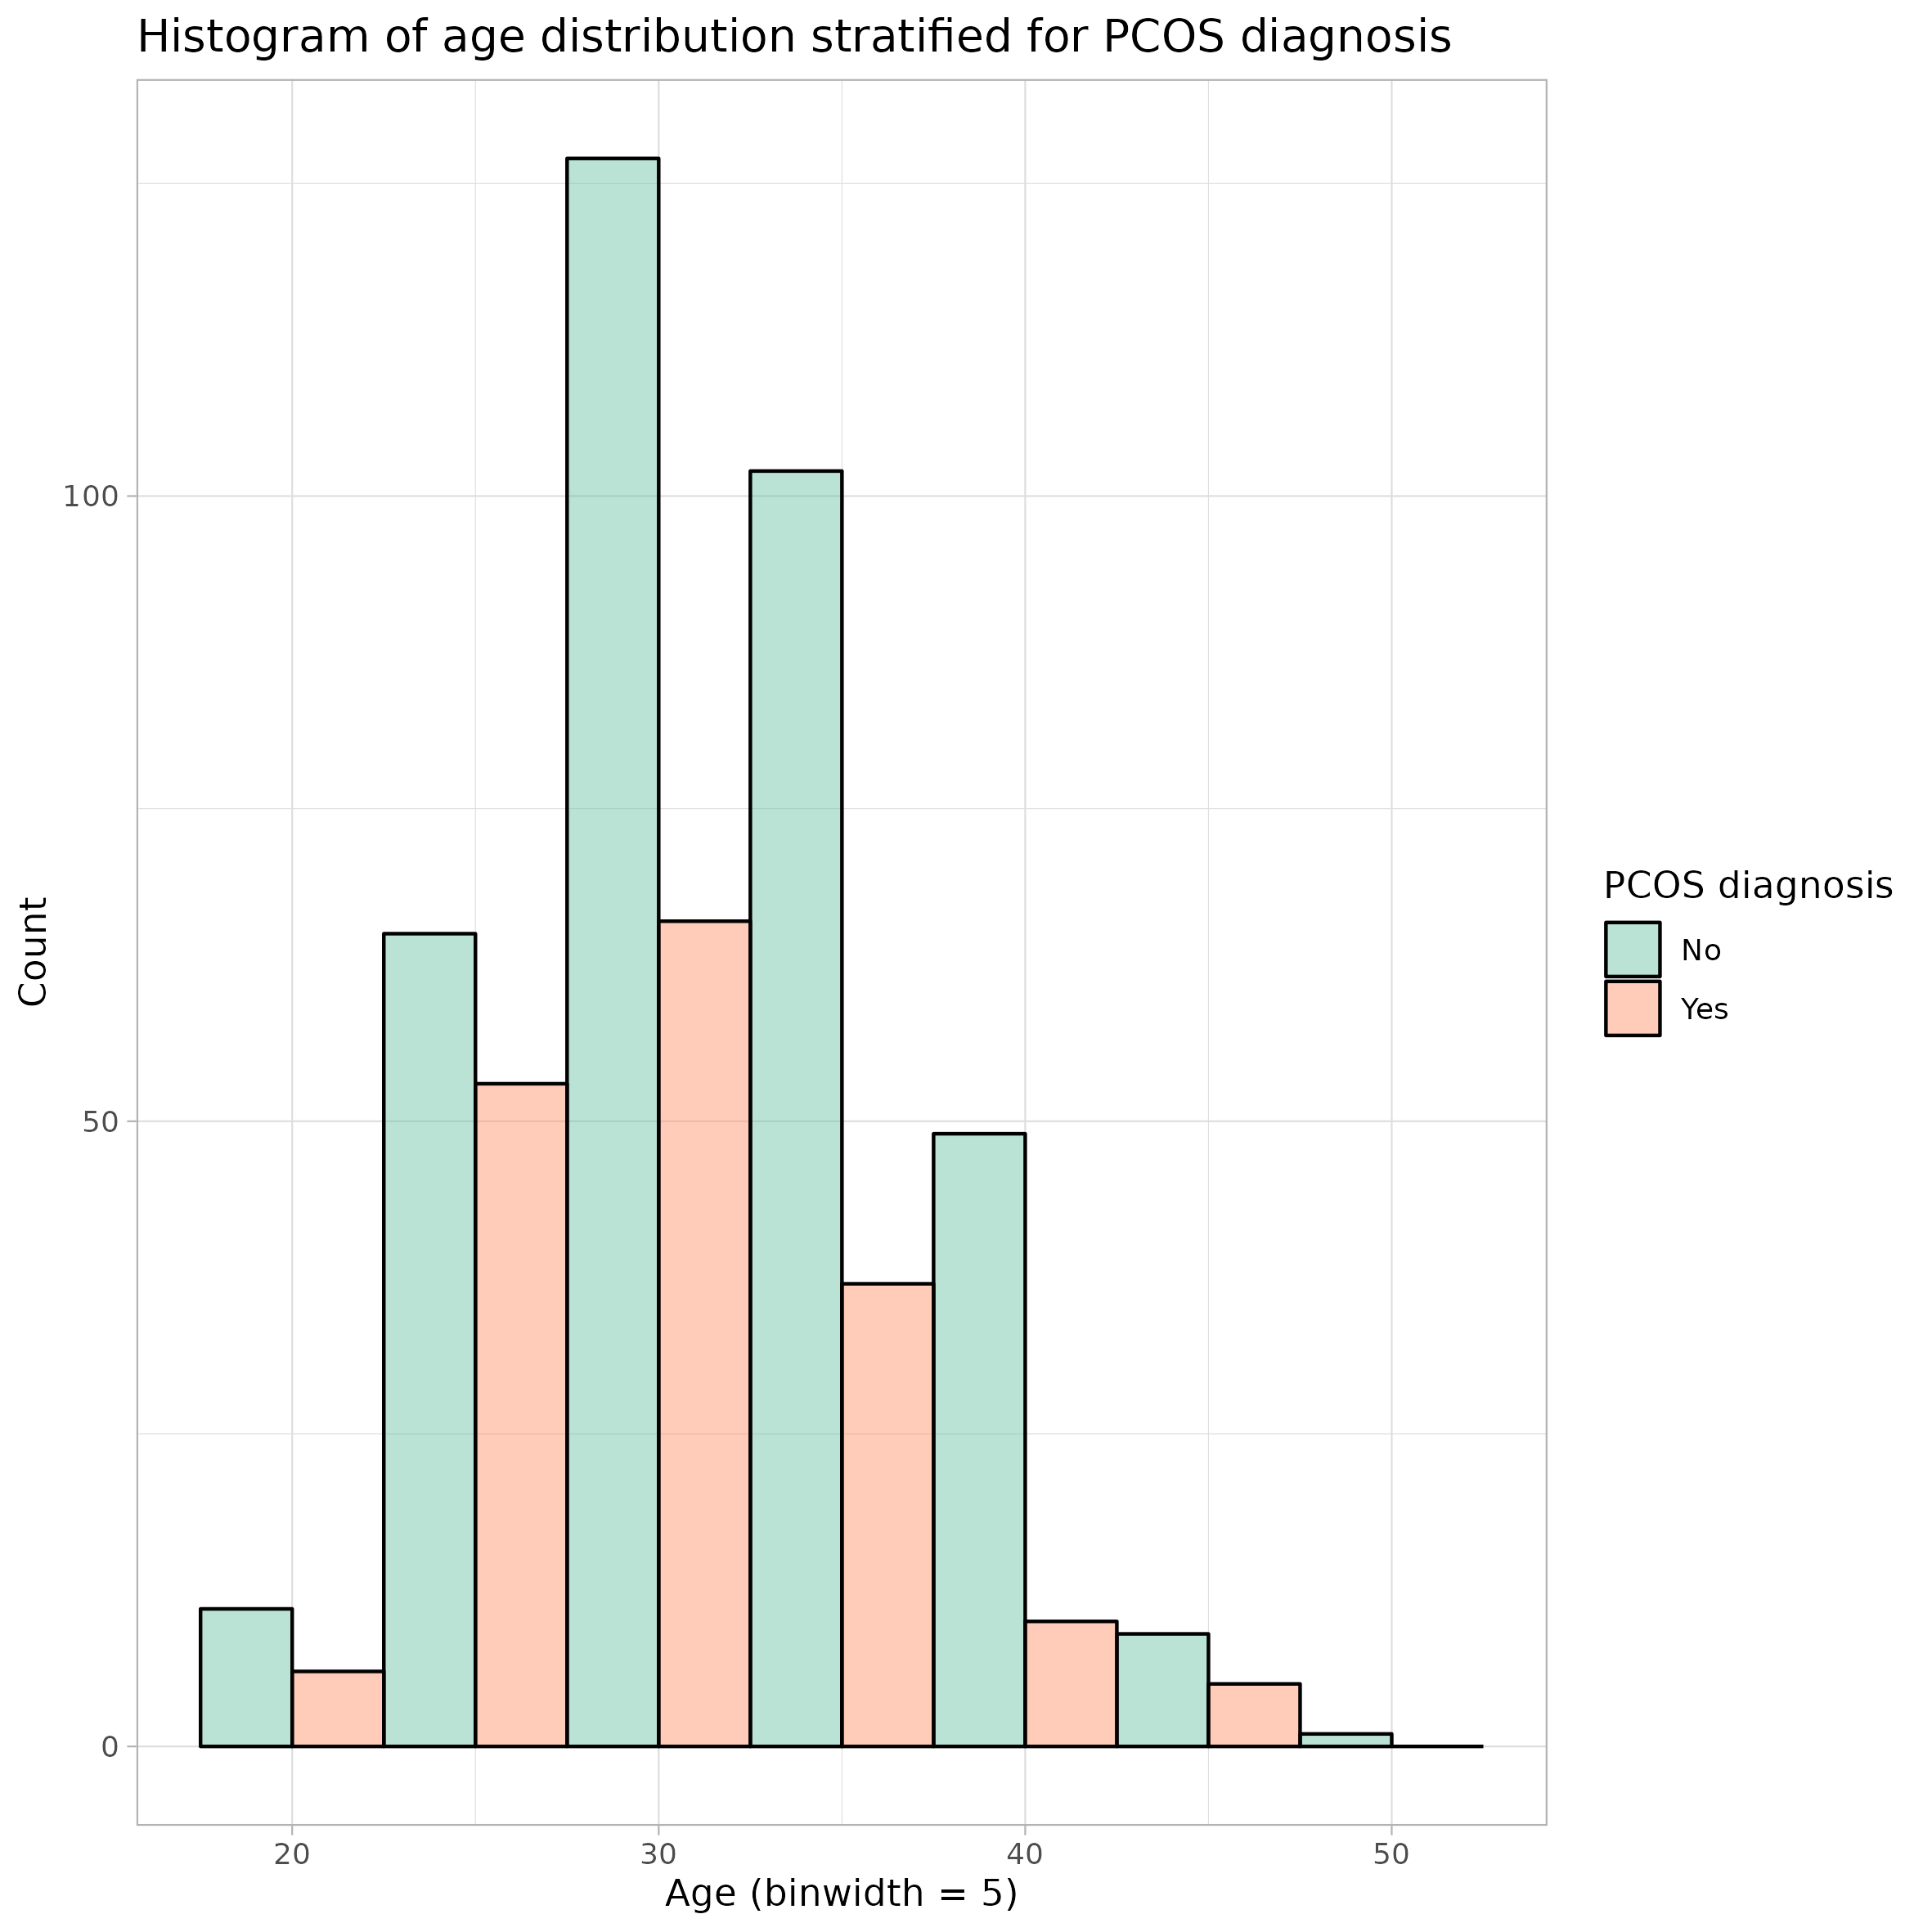 Histogram of age distribution stratified for PCOS diagnosis
Count
100
50
0
20 30 40 50
Age (binwidth = 5)
PCOS diagnosis
No
Yes